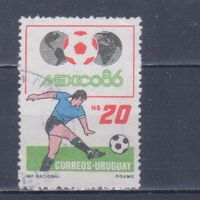 MEXICO86
N$ 20
CORREOS·URUGUAY
IMP. NACIONAL POUME